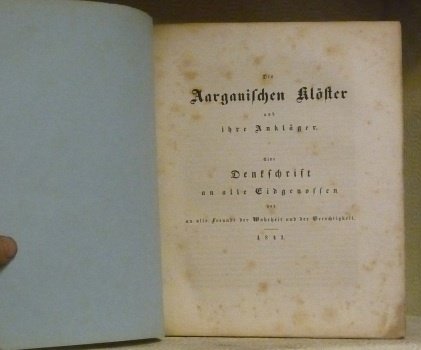 Die
Aargauischen Klöster
und
ihre Ankläger.
Eine
Denkschrift
an alle Eidgenossen
und
an alle Freunde der Wahrheit und der Gerechtigkeit.
1841.